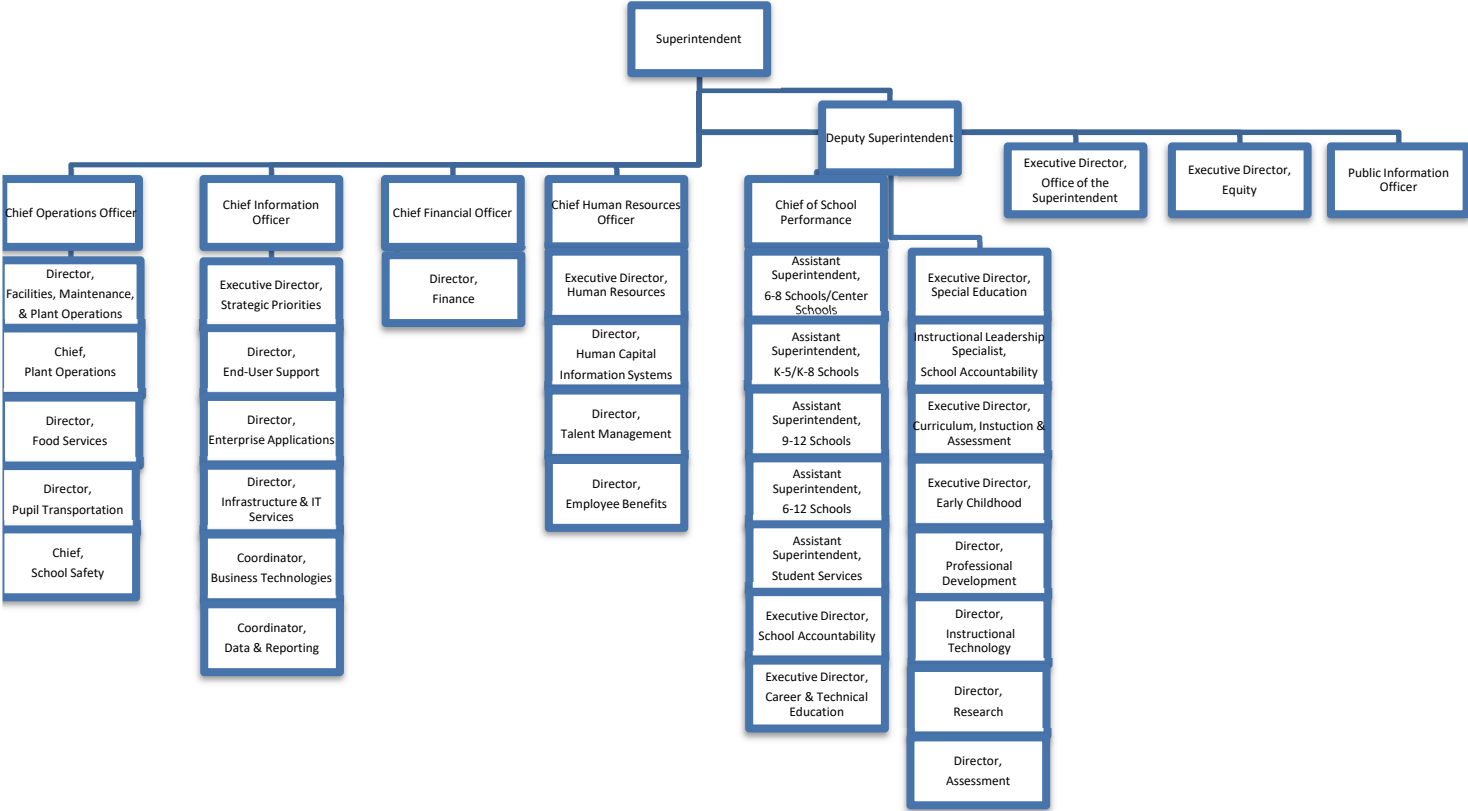 Superintendent
Deputy Superintendent
Executive Director,
Office of the
Superintendent
Executive Director,
Equity
Public Information
Officer
Chief Operations Officer
Director,
Facilities, Maintenance,
& Plant Operations
Chief,
Plant Operations
Director,
Food Services
Director,
Pupil Transportation
Chief,
School Safety
Chief Information
Officer
Executive Director,
Strategic Priorities
Director,
End-User Support
Director,
Enterprise Applications
Director,
Infrastructure & IT
Services
Coordinator,
Business Technologies
Coordinator,
Data & Reporting
Chief Financial Officer
Director,
Finance
Chief Human Resources
Officer
Executive Director,
Human Resources
Director,
Human Capital
Information Systems
Director,
Talent Management
Director,
Employee Benefits
Chief of School
Performance
Assistant
Superintendent,
6-8 Schools/Center
Schools
Assistant
Superintendent,
K-5/K-8 Schools
Assistant
Superintendent,
9-12 Schools
Assistant
Superintendent,
6-12 Schools
Assistant
Superintendent,
Student Services
Executive Director,
School Accountability
Executive Director,
Career & Technical
Education
Executive Director,
Special Education
Instructional Leadership
Specialist,
School Accountability
Executive Director,
Curriculum, Instuction &
Assessment
Executive Director,
Early Childhood
Director,
Professional
Development
Director,
Instructional
Technology
Director,
Research
Director,
Assessment